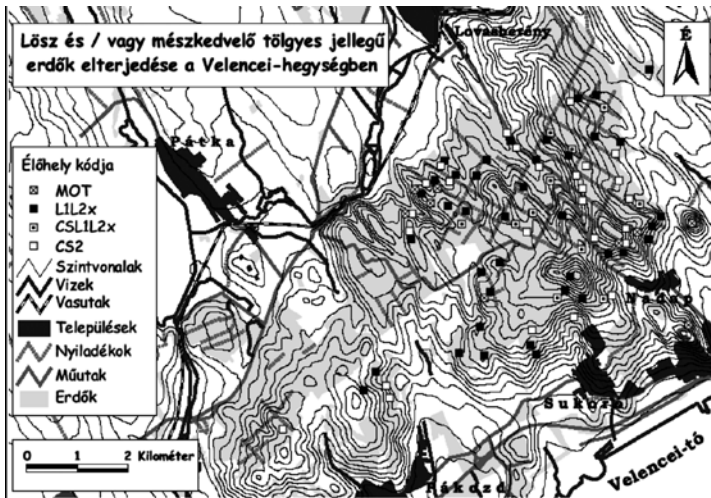 Lösz és / vagy mészkedvelő tölgyes jellegű
erdők elterjedése a Velencei-hegységben
Lovasberény
É
Pátka
Élőhely kódja
MOT
L1L2x
CSL1L2x
CS2
Szintvonalak
Vizek
Vasutak
Települések
Nyiladékok
Műutak
Erdők
Nadap
Sukoró
Velencei-tó
Pákozd
0 1 2 Kilométer